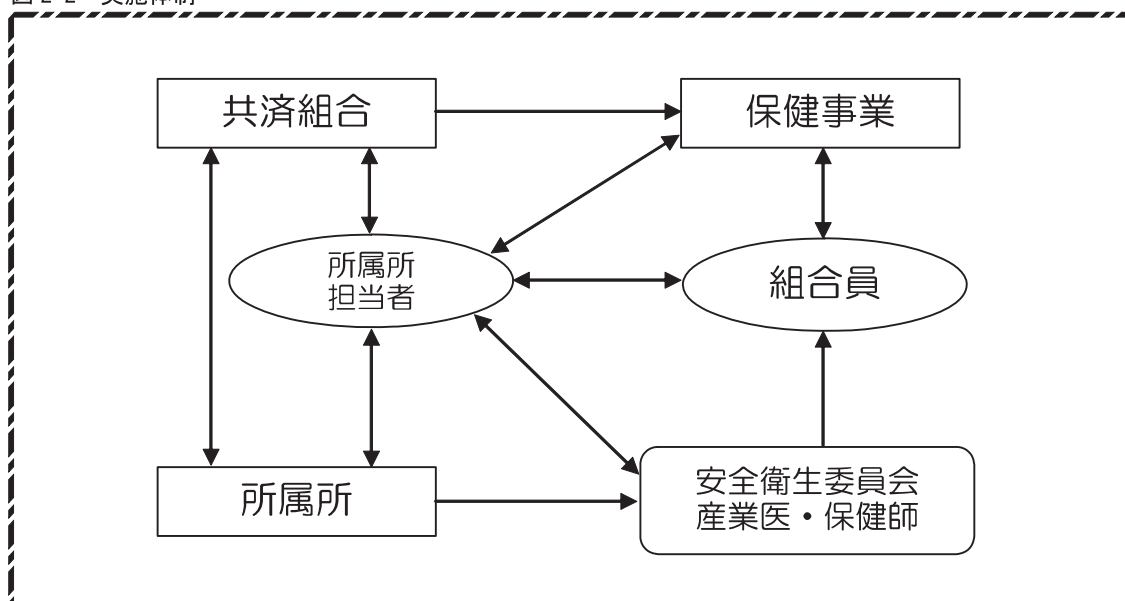 共済組合
保健事業
所属所
担当者
組合員
所属所
安全衛生委員会
産業医・保健師